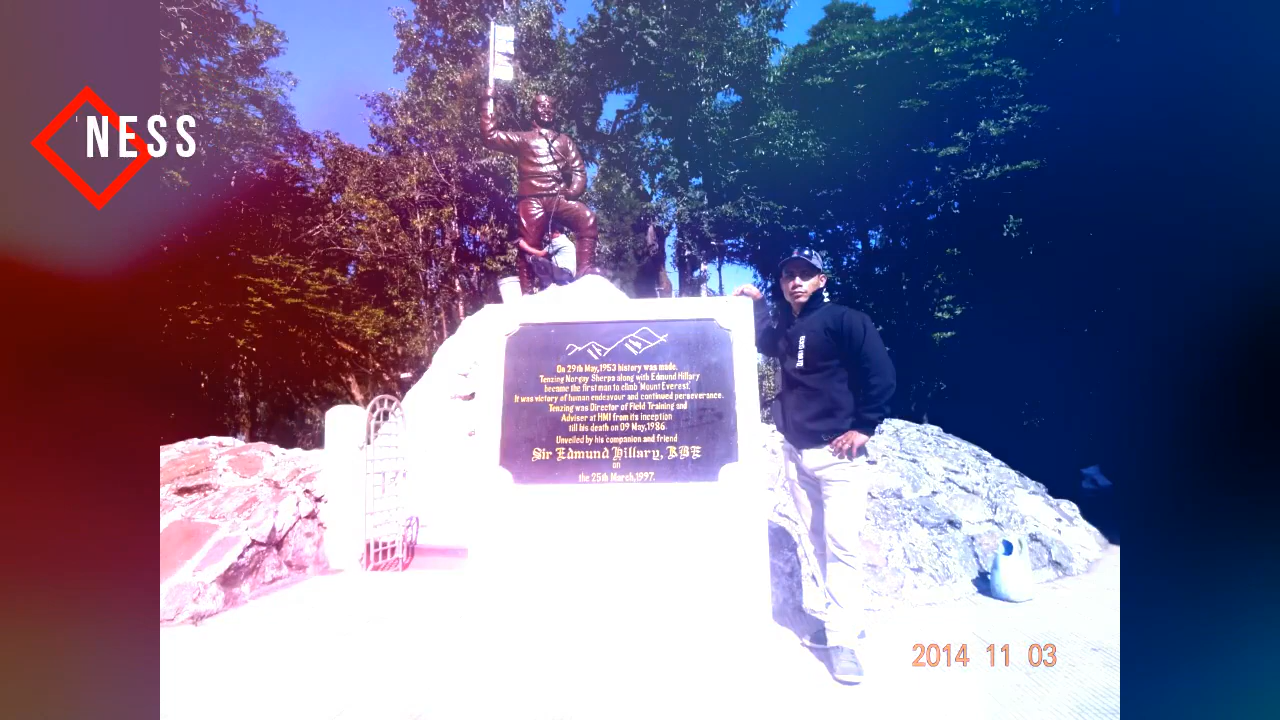 NESS
On 29th May,1953 history was made.
Tenzing Norgay Sherpa along with Edmund Hillary
became the first man to climb Mount Everest.
It was victory of human endeavour and continued perseverance.
Tenzing was Director of Field Training and
Adviser at HMI from its inception
till his death on 09 May,1986.
Unveiled by his companion and friend
Sir Edmund Hillary, KBE
on
the 25th March,1997.
2014 11 03